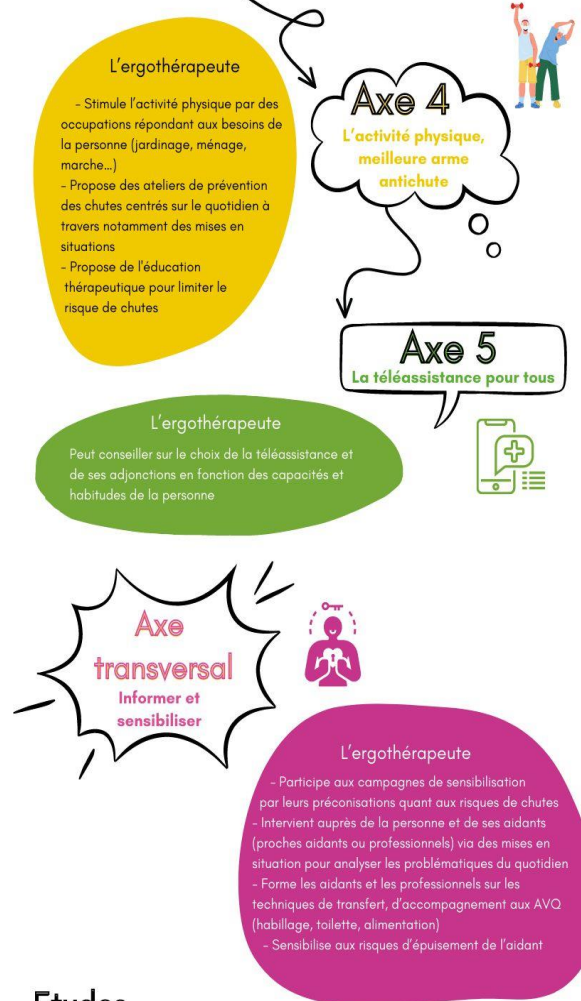 L'ergothérapeute
- Stimule l'activité physique par des
occupations répondant aux besoins de
la personne (jardinage, ménage,
marche...)
- Propose des ateliers de prévention
des chutes centrés sur le quotidien à
travers notamment des mises en
situations
- Propose de l'éducation
thérapeutique pour limiter le
risque de chutes
Axe 4
L'activité physique,
meilleure arme
antichute
Axe 5
La téléassistance pour tous
L'ergothérapeute
Peut conseiller sur le choix de la téléassistance et
de ses adjonctions en fonction des capacités et
habitudes de la personne
Axe
transversal
Informer et
sensibiliser
L'ergothérapeute
- Participe aux campagnes de sensibilisation
par leurs préconisations quant aux risques de chutes
- Intervient auprès de la personne et de ses aidants
(proches aidants ou professionnels) via des mises en
situation pour analyser les problématiques du quotidien
- Forme les aidants et les professionnels sur les
techniques de transfert, d'accompagnement aux AVQ
(habillage, toilette, alimentation)
- Sensibilise aux risques d'épuisement de l'aidant
Etudes